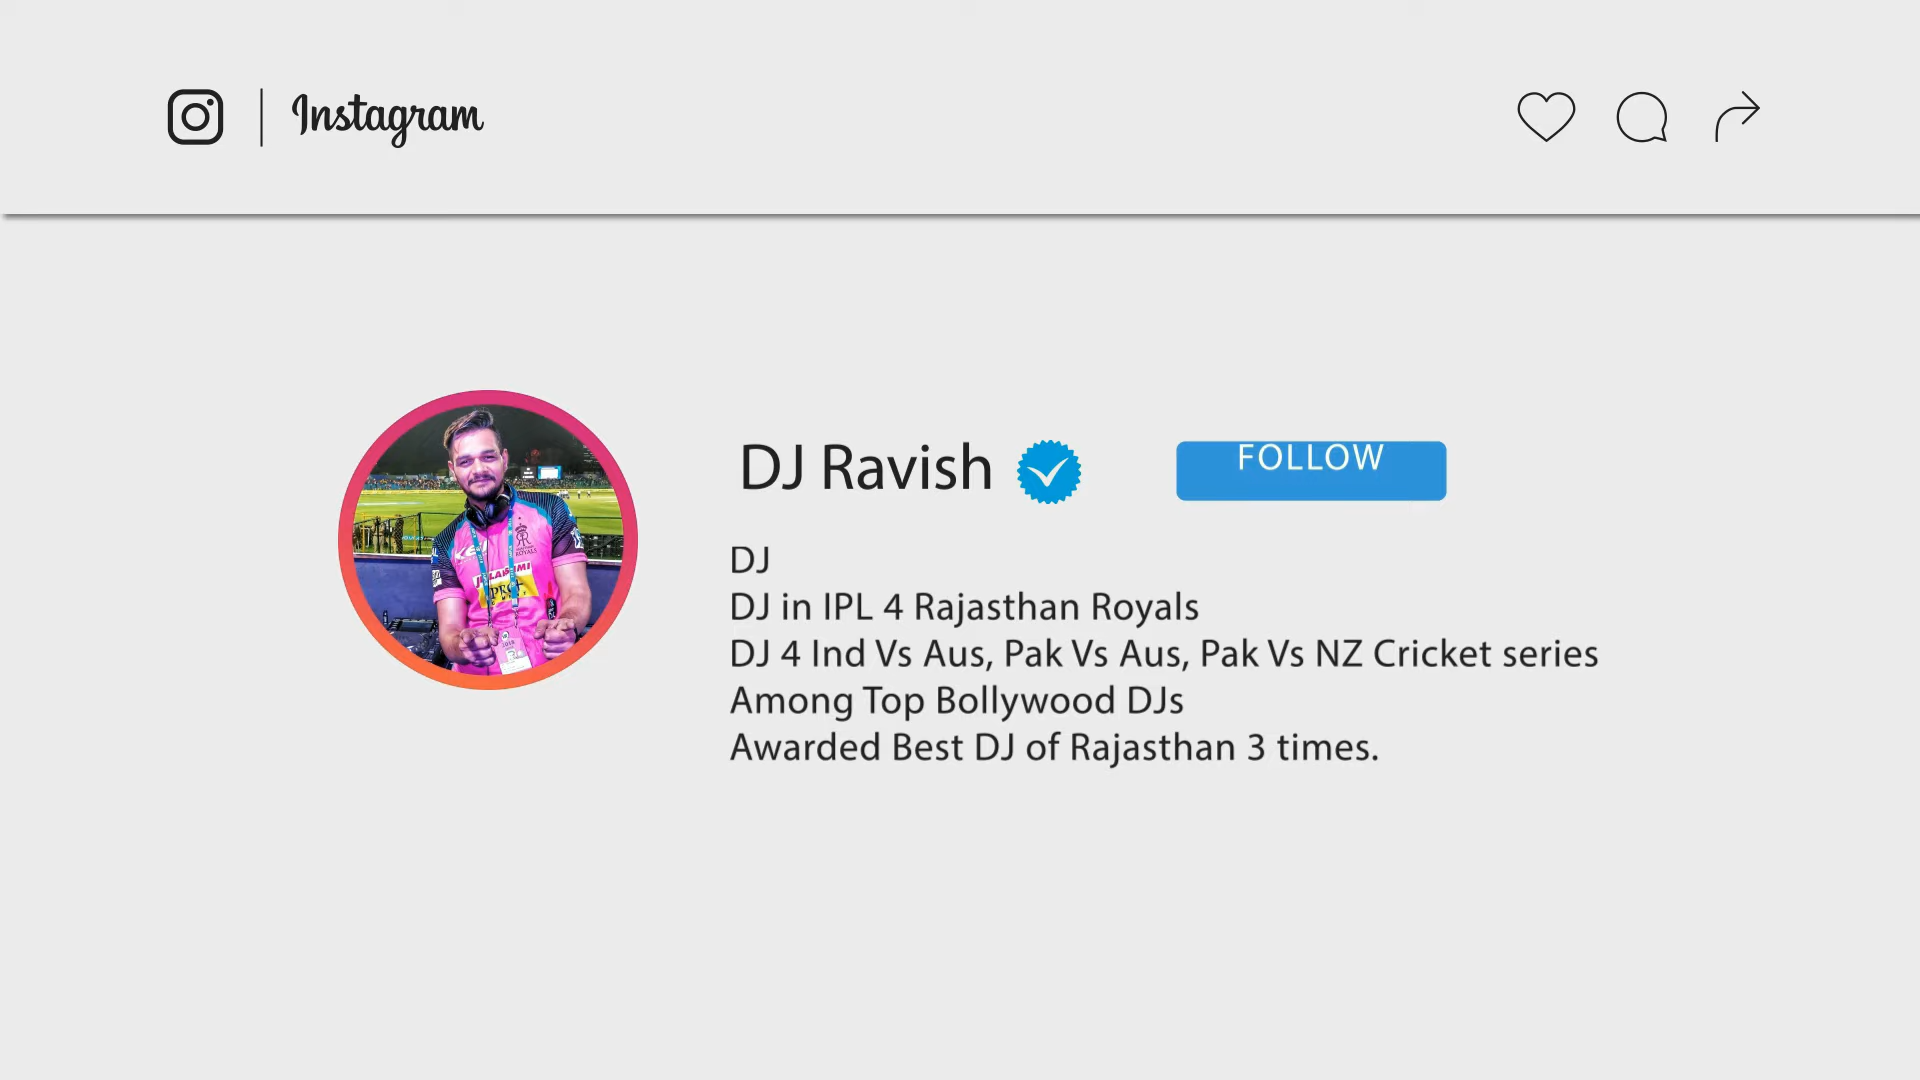 Instagram
DJ Ravish
FOLLOW
DJ
DJ in IPL 4 Rajasthan Royals
DJ 4 Ind Vs Aus, Pak Vs Aus, Pak Vs NZ Cricket series
Among Top Bollywood DJs
Awarded Best DJ of Rajasthan 3 times.
ROYALS